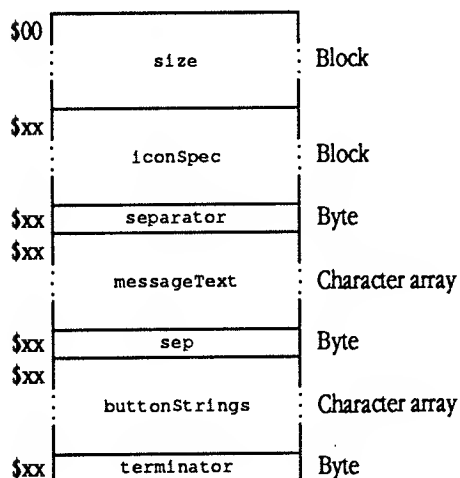 $00
size Block
$xx
iconSpec Block
$xx separator Byte
$xx
messageText Character array
$xx sep Byte
$xx
buttonStrings Character array
$xx terminator Byte